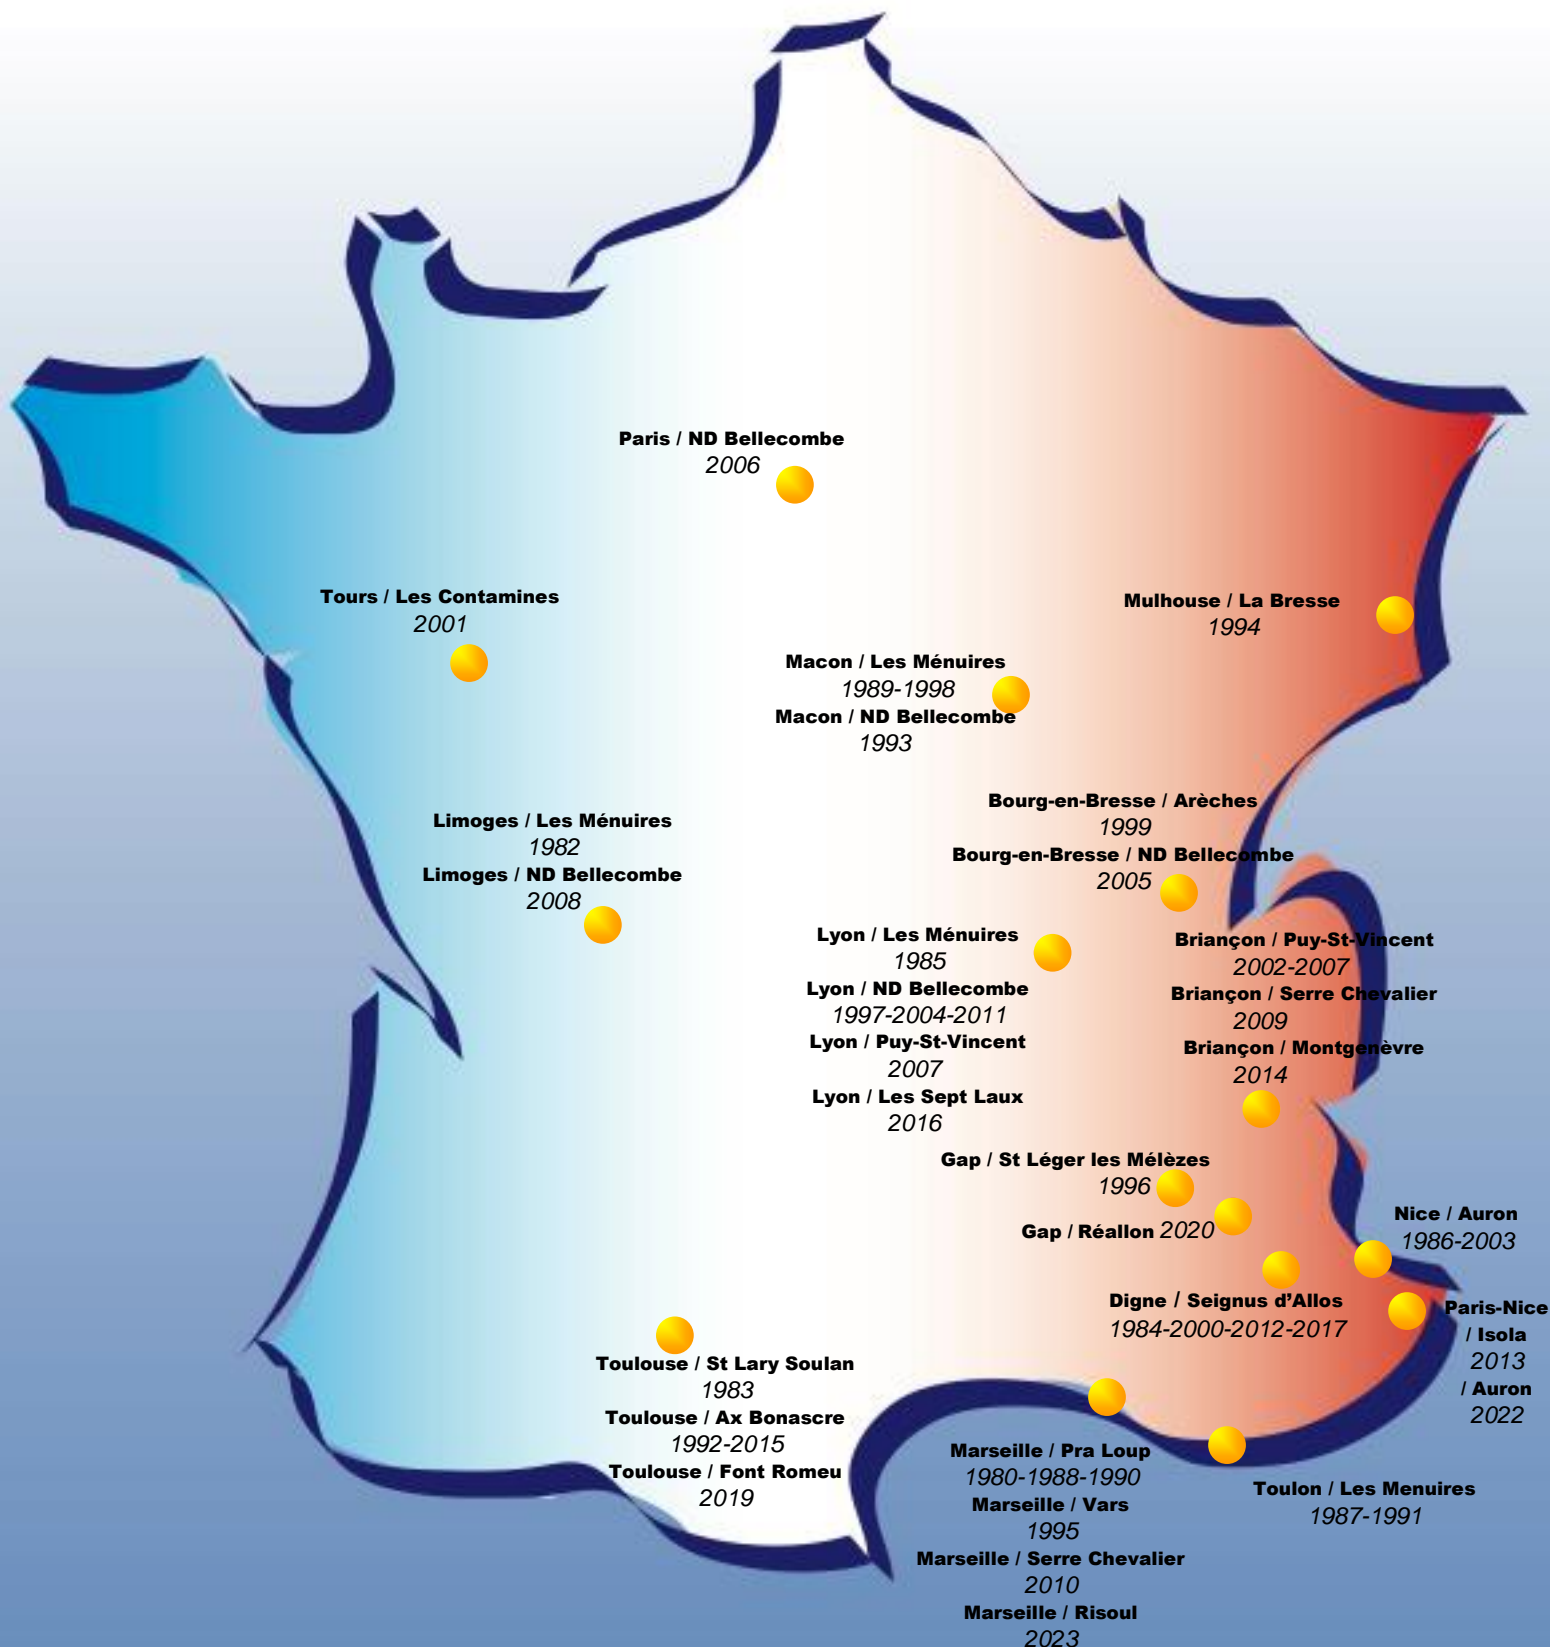 Paris / ND Bellecombe
2006
Tours / Les Contamines
2001
Mulhouse / La Bresse
1994
Macon / Les Ménuires
1989-1998
Macon / ND Bellecombe
1993
Bourg-en-Bresse / Arèches
1999
Bourg-en-Bresse / ND Bellecombe
2005
Limoges / Les Ménuires
1982
Limoges / ND Bellecombe
2008
Lyon / Les Ménuires
1985
Lyon / ND Bellecombe
1997-2004-2011
Lyon / Puy-St-Vincent
2007
Lyon / Les Sept Laux
2016
Briançon / Puy-St-Vincent
2002-2007
Briançon / Serre Chevalier
2009
Briançon / Montgenèvre
2014
Gap / St Léger les Mélèzes
1996
Gap / Réallon 2020
Nice / Auron
1986-2003
Digne / Seignus d'Allos
1984-2000-2012-2017
Paris-Nice
/ Isola
2013
/ Auron
2022
Toulouse / St Lary Soulan
1983
Toulouse / Ax Bonascre
1992-2015
Toulouse / Font Romeu
2019
Marseille / Pra Loup
1980-1988-1990
Marseille / Vars
1995
Marseille / Serre Chevalier
2010
Marseille / Risoul
2023
Toulon / Les Menuires
1987-1991